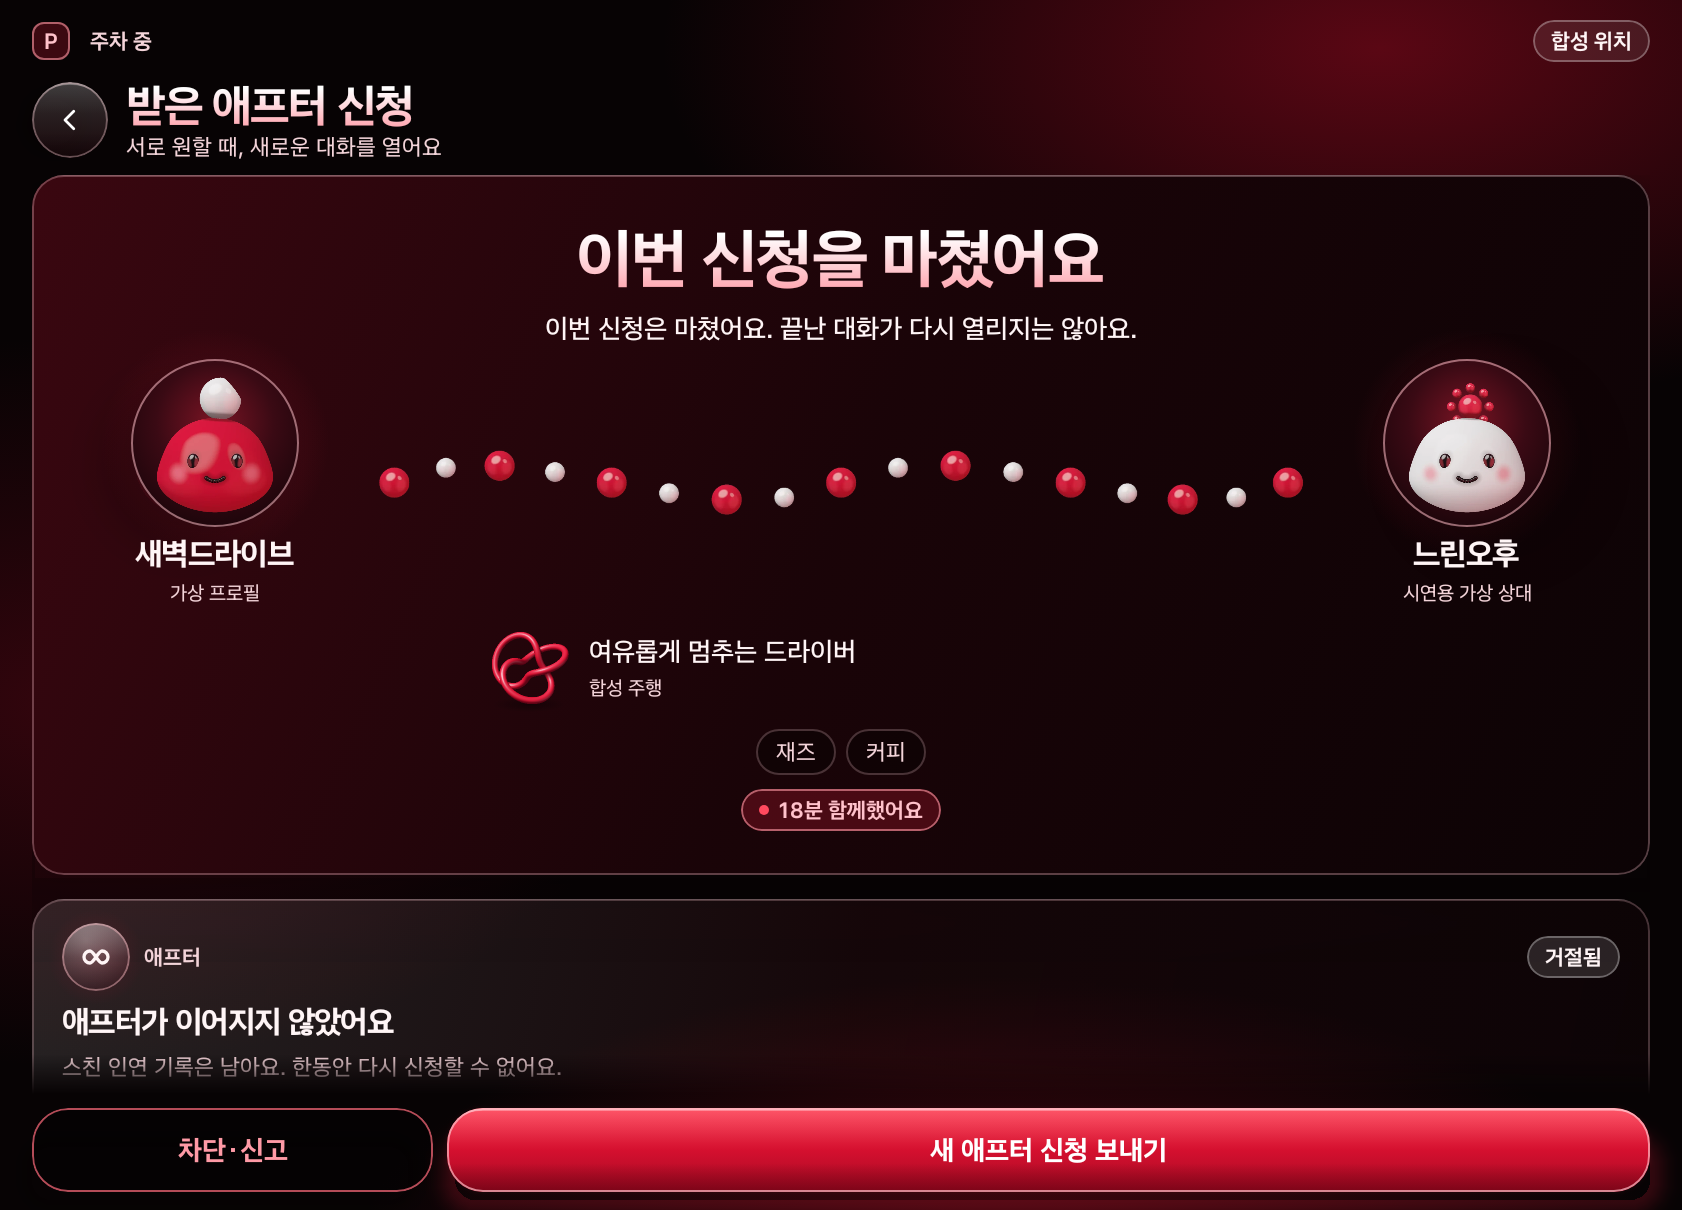 P 주차 중
합성 위치
받은 애프터 신청
서로 원할 때, 새로운 대화를 열어요
이번 신청을 마쳤어요
이번 신청은 마쳤어요. 끝난 대화가 다시 열리지는 않아요.
새벽드라이브
가상 프로필
느린오후
시연용 가상 상대
여유롭게 멈추는 드라이버
합성 주행
재즈
커피
18분 함께했어요
애프터
거절됨
애프터가 이어지지 않았어요
스친 인연 기록은 남아요. 한동안 다시 신청할 수 없어요.
차단·신고
새 애프터 신청 보내기